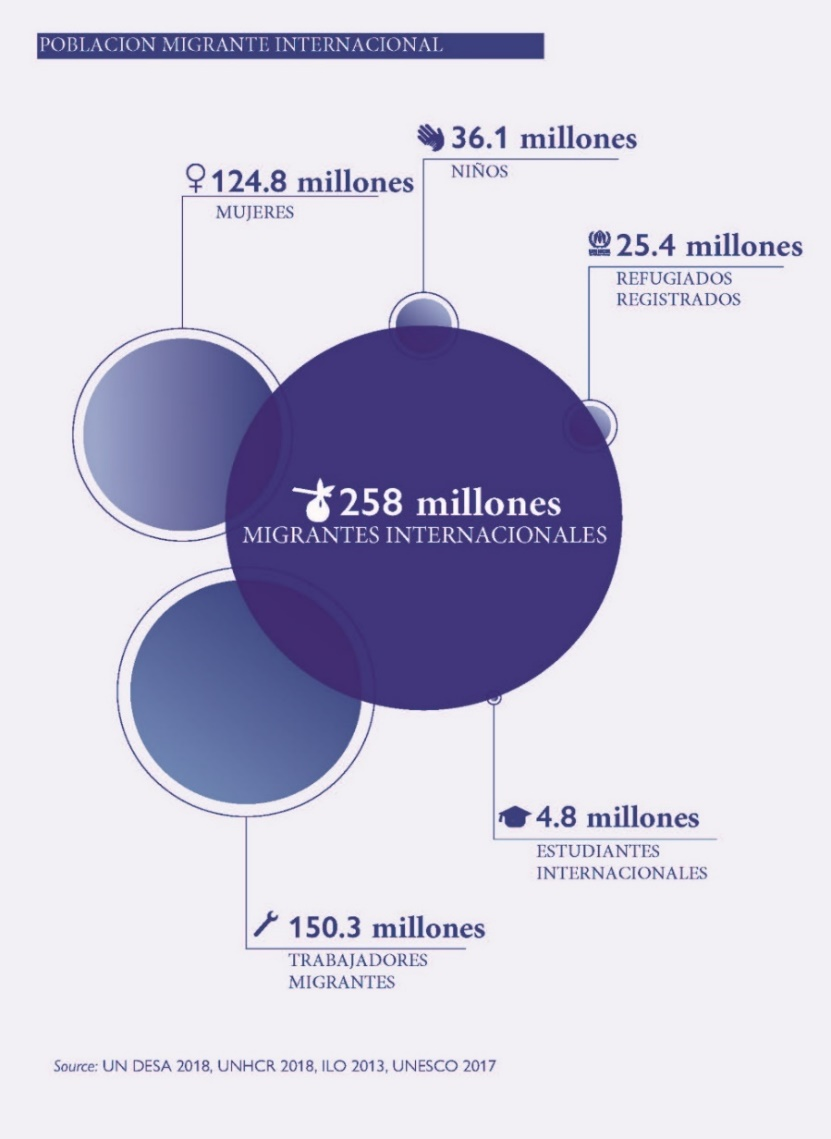 POBLACION MIGRANTE INTERNACIONAL
36.1 millones
NIÑOS
124.8 millones
MUJERES
25.4 millones
REFUGIADOS
REGISTRADOS
258 millones
MIGRANTES INTERNACIONALES
4.8 millones
ESTUDIANTES
INTERNACIONALES
150.3 millones
TRABAJADORES
MIGRANTES
Source: UN DESA 2018, UNHCR 2018, ILO 2013, UNESCO 2017